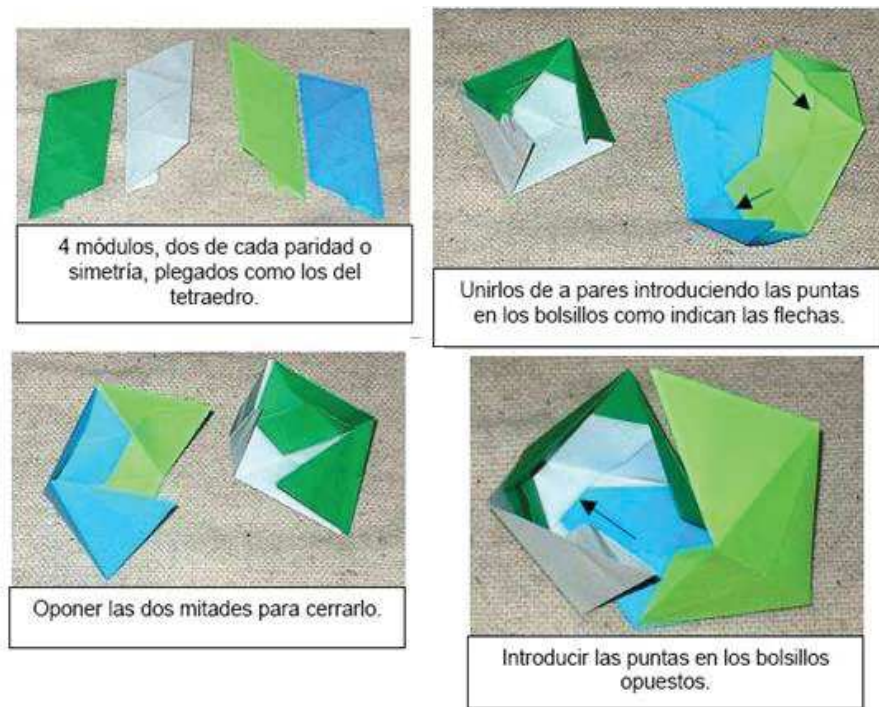 4 módulos, dos de cada paridad o
simetría, plegados como los del
tetraedro.
Unirlos de a pares introduciendo las puntas
en los bolsillos como indican las flechas.
Oponer las dos mitades para cerrarlo.
Introducir las puntas en los bolsillos
opuestos.